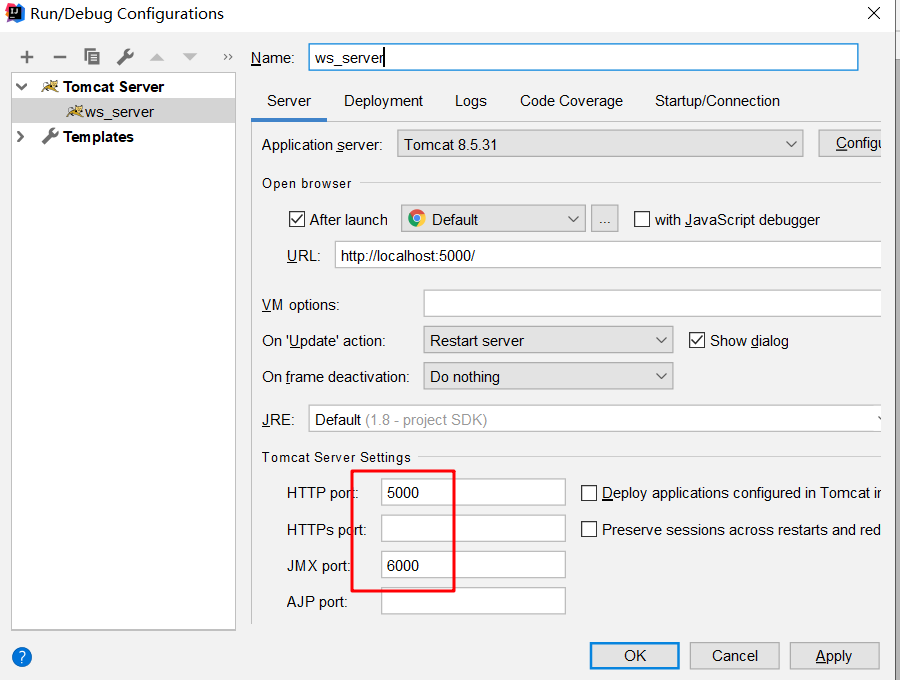 Run/Debug Configurations
Name: ws_server
Tomcat Server
ws_server
Templates
Server Deployment Logs Code Coverage Startup/Connection
Application server: Tomcat 8.5.31 Configu
Open browser
After launch Default ... with JavaScript debugger
URL: http://localhost:5000/
VM options:
On 'Update' action: Restart server Show dialog
On frame deactivation: Do nothing
JRE: Default (1.8 - project SDK)
Tomcat Server Settings
HTTP port: 5000 Deploy applications configured in Tomcat in
HTTPs port: Preserve sessions across restarts and red
JMX port: 6000
AJP port:
? OK Cancel Apply